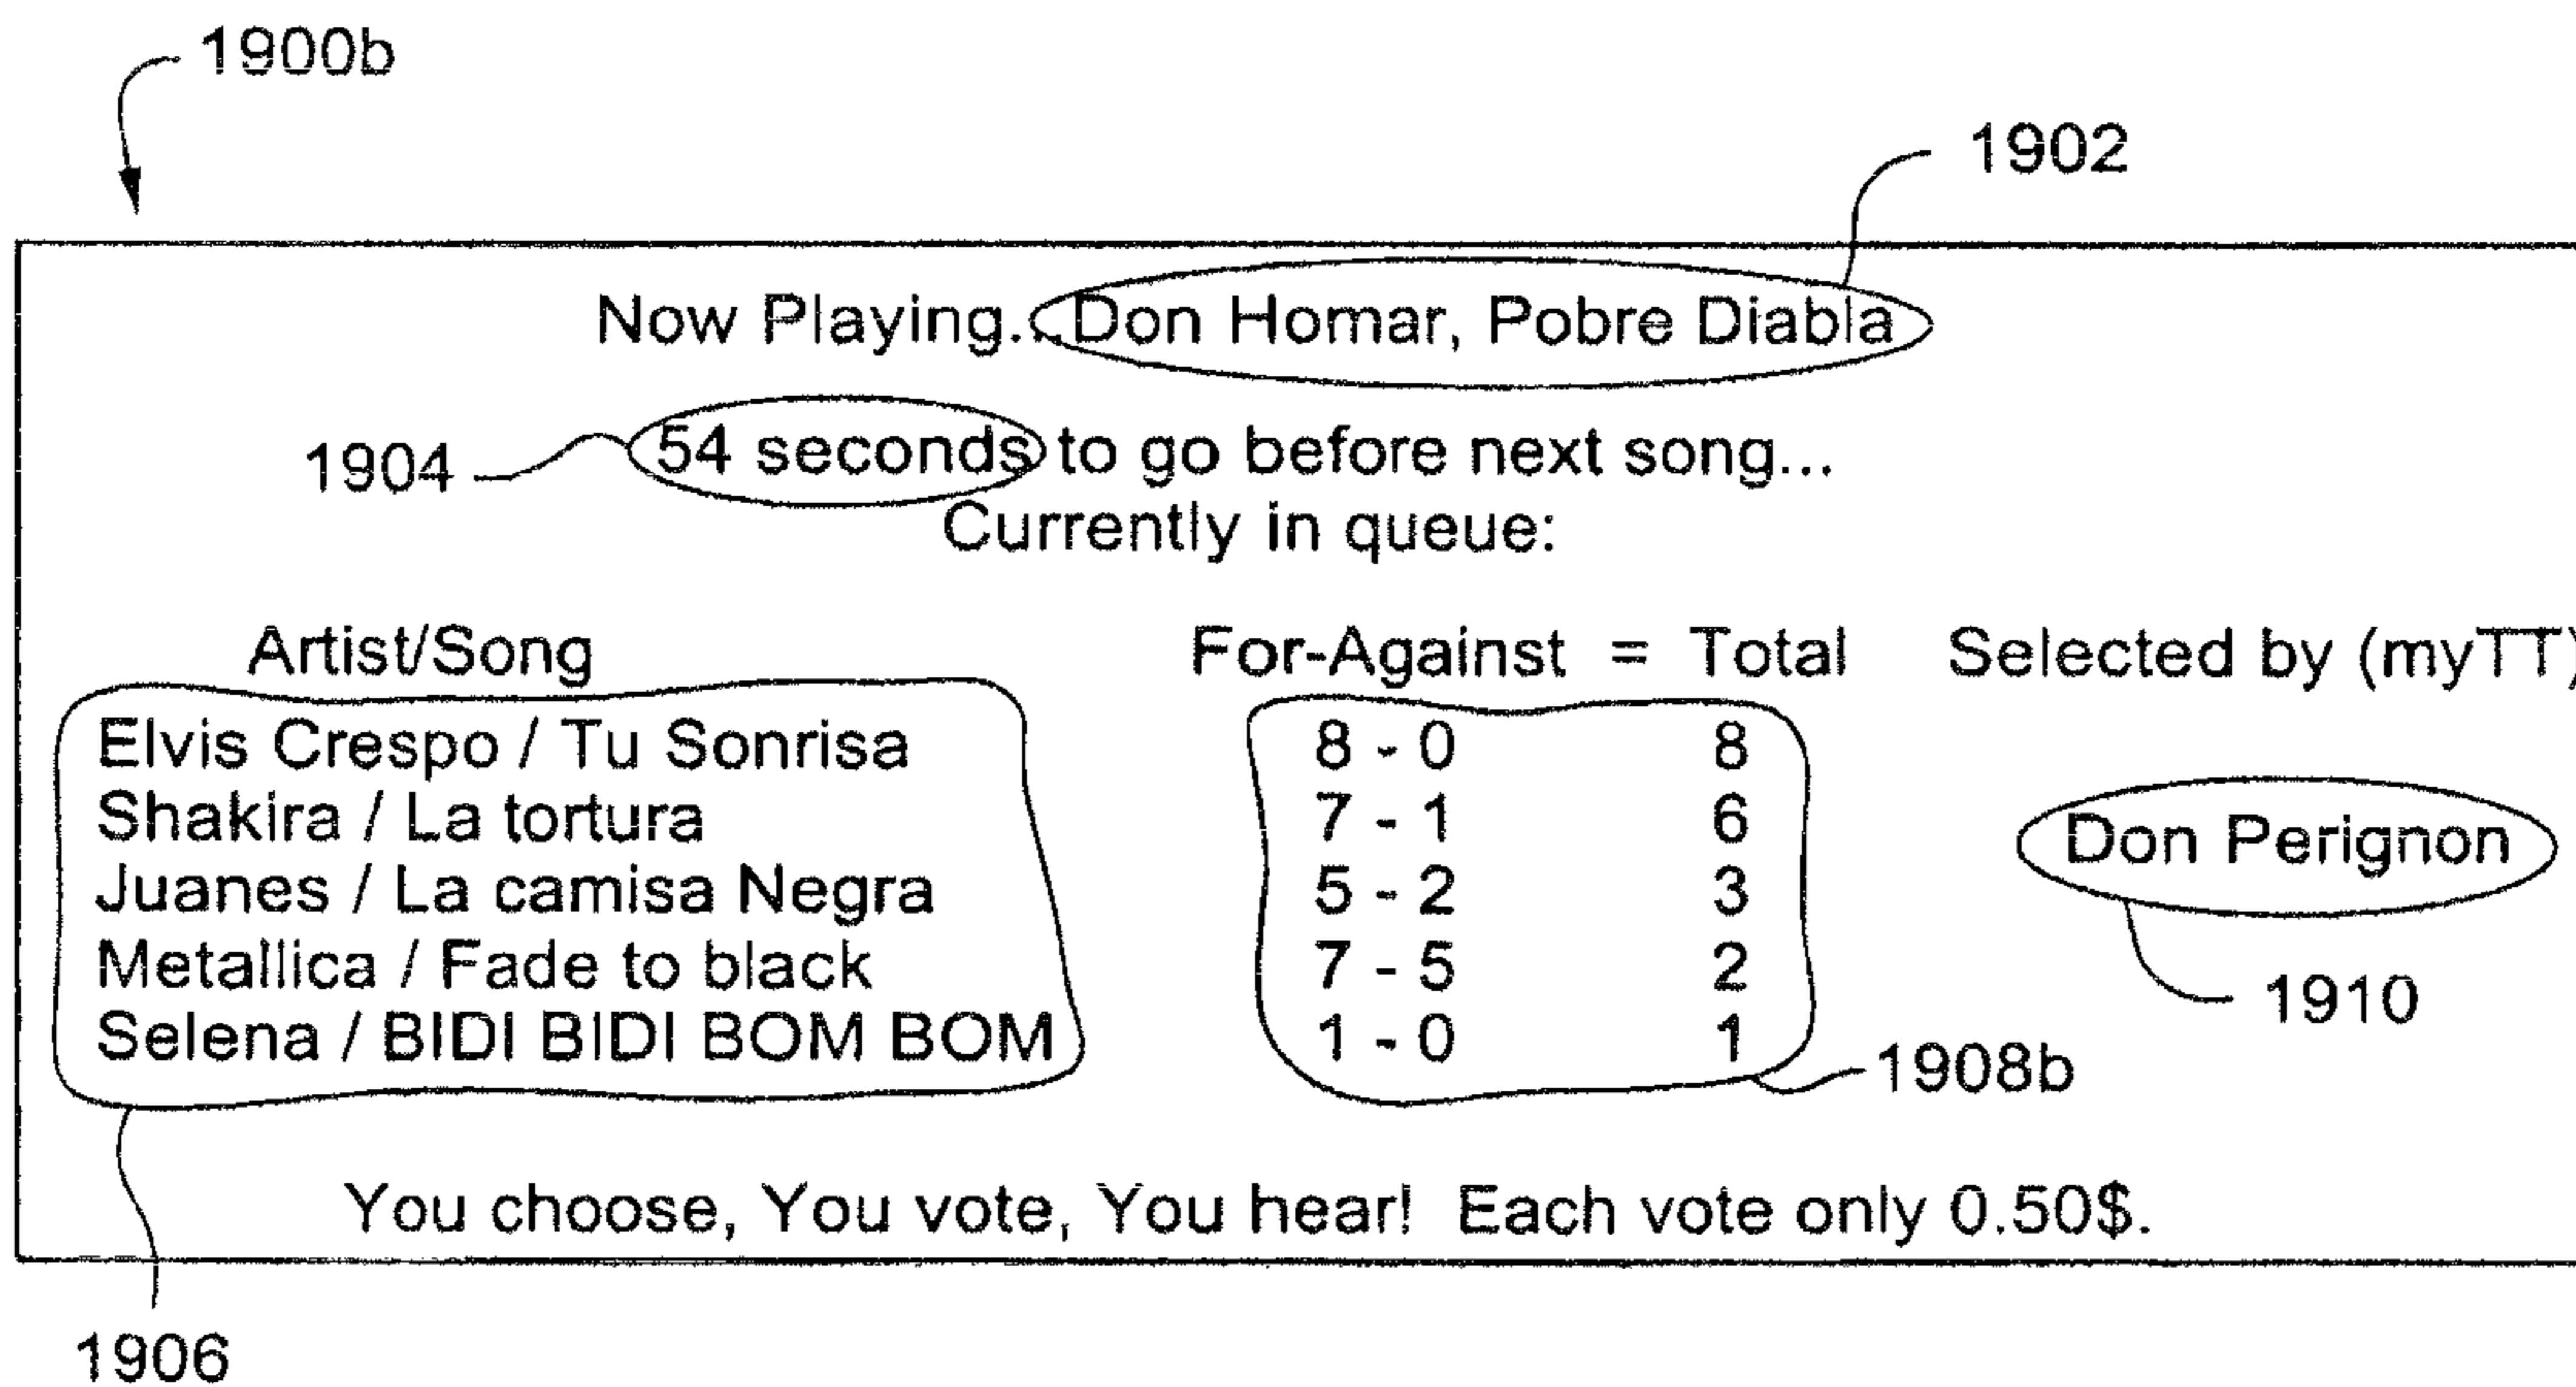 1900b
1902
Now Playing...Don Homar, Pobre Diabla
1904 54 seconds to go before next song...
Currently in queue:
Artist/Song For-Against = Total Selected by (myTT)
Elvis Crespo / Tu Sonrisa 8 - 0 8
Shakira / La tortura 7 - 1 6 Don Perignon
Juanes / La camisa Negra 5 - 2 3
Metallica / Fade to black 7 - 5 2 1910
Selena / BIDI BIDI BOM BOM 1 - 0 1 1908b
You choose, You vote, You hear! Each vote only 0.50$.
1906